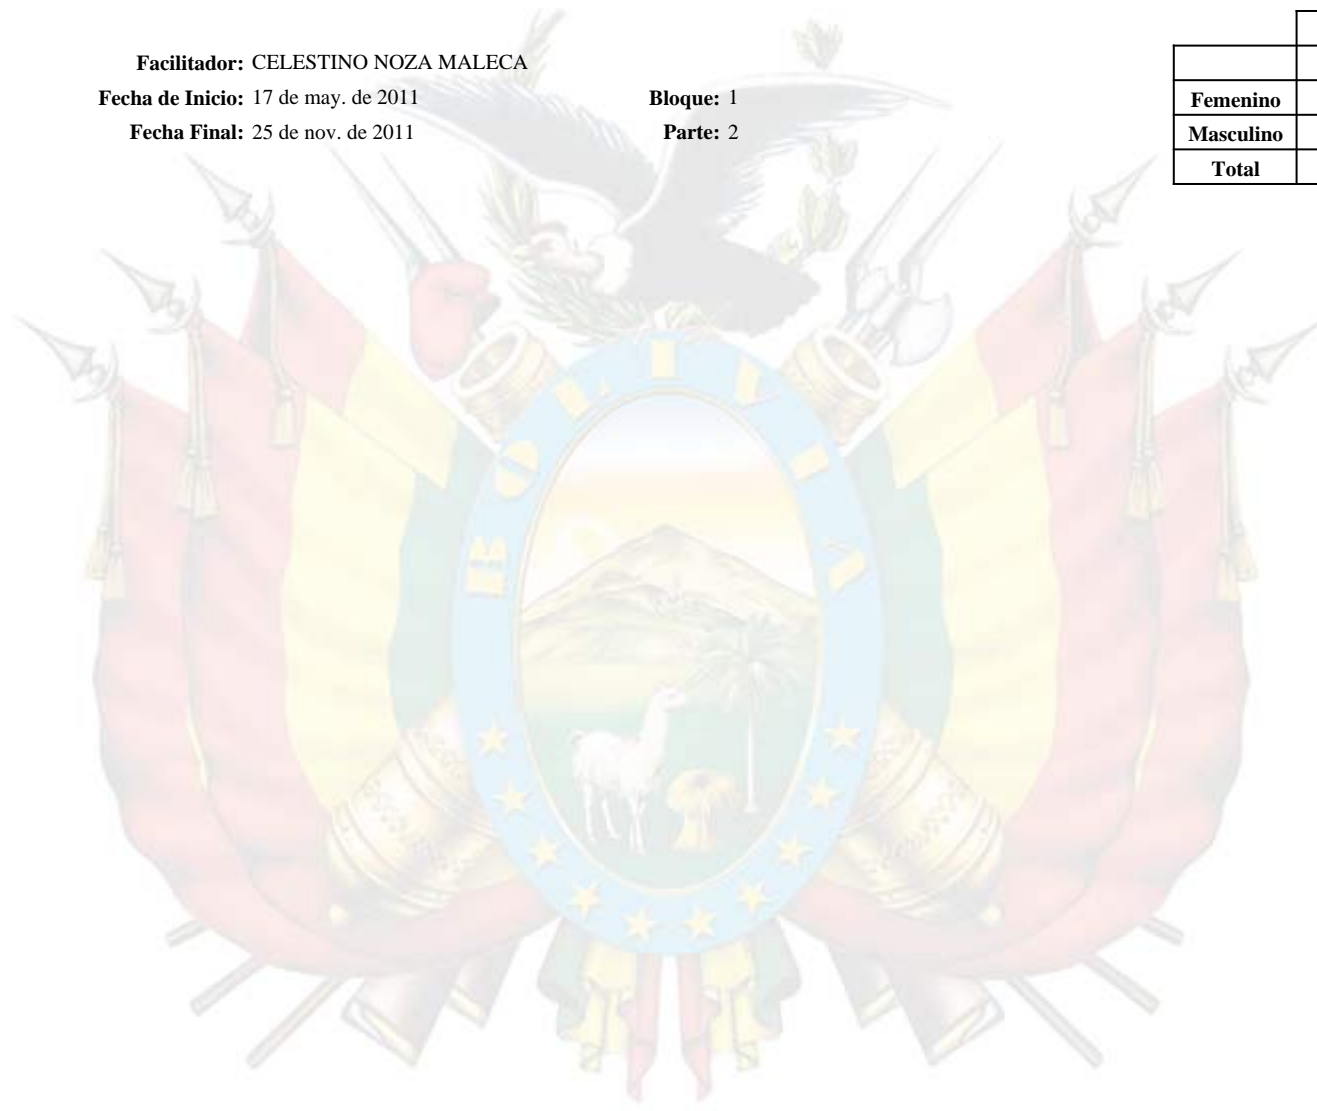 Facilitador: CELESTINO NOZA MALECA
Fecha de Inicio: 17 de may. de 2011 Bloque: 1
Fecha Final: 25 de nov. de 2011 Parte: 2
Femenino
Masculino
Total
BOLIVIA